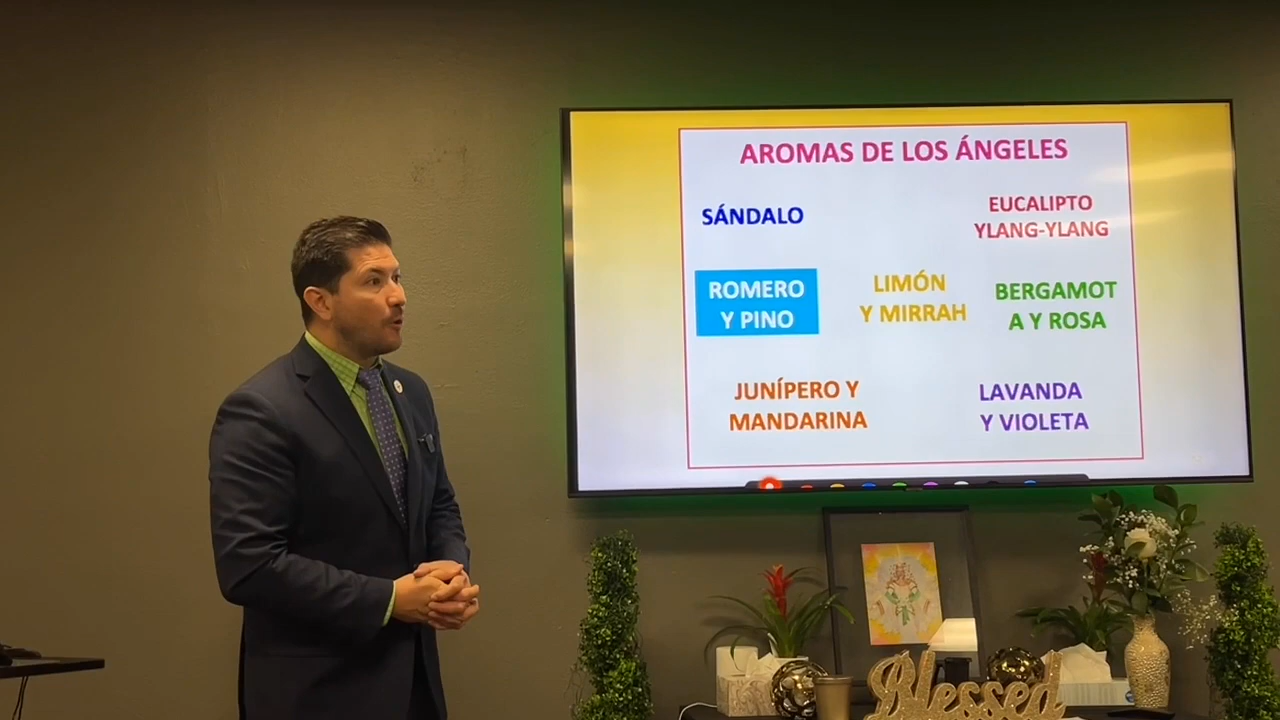 AROMAS DE LOS ÁNGELES
SÁNDALO
EUCALIPTO
YLANG-YLANG
ROMERO
Y PINO
LIMÓN
Y MIRRAH
BERGAMOT
A Y ROSA
JUNÍPERO Y
MANDARINA
LAVANDA
Y VIOLETA
Blessed